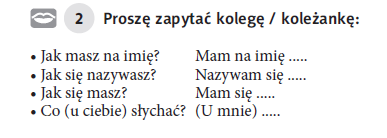 2 Proszę zapytać kolegę / koleżankę:
• Jak masz na imię? Mam na imię .....
• Jak się nazywasz? Nazywam się .....
• Jak się masz? Mam się .....
• Co (u ciebie) słychać? (U mnie) .....